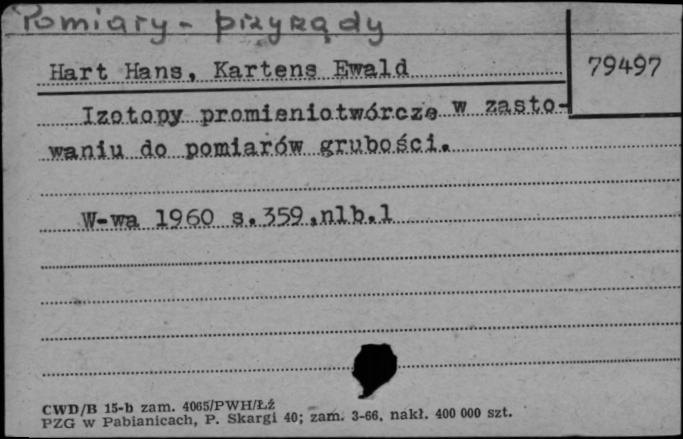 Pomiary - przyrządy
Hart Hans, Kartens Ewald
79497
Izotopy promieniotwórcze w zasto-
waniu do pomiarów grubości.
W-wa 1960 s.359,nlb.1
CWD/B 15-b zam. 4065/PWH/Łź
PZG w Pabianicach, P. Skargi 40; zam. 3-66, nakł. 400 000 szt.